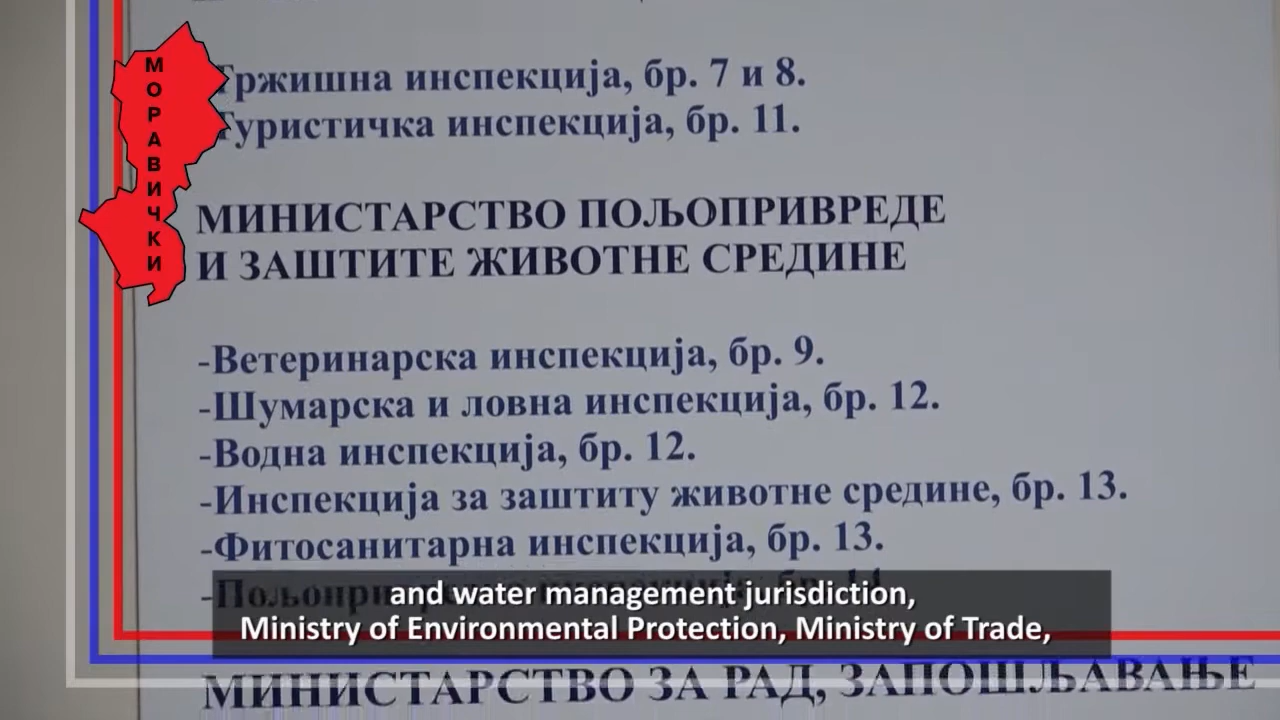 МОРАВИЧКИ
Тржишна инспекција, бр. 7 и 8.
Туристичка инспекција, бр. 11.
МИНИСТАРСТВО ПОЉОПРИВРЕДЕ
И ЗАШТИТЕ ЖИВОТНЕ СРЕДИНЕ
-Ветеринарска инспекција, бр. 9.
-Шумарска и ловна инспекција, бр. 12.
-Водна инспекција, бр. 12.
-Инспекција за заштиту животне средине, бр. 13.
-Фитосанитарна инспекција, бр. 13.
and water management jurisdiction,
Ministry of Environmental Protection, Ministry of Trade,
МИНИСТАРСТВО ЗА РАД, ЗАПОШЉАВАЊЕ